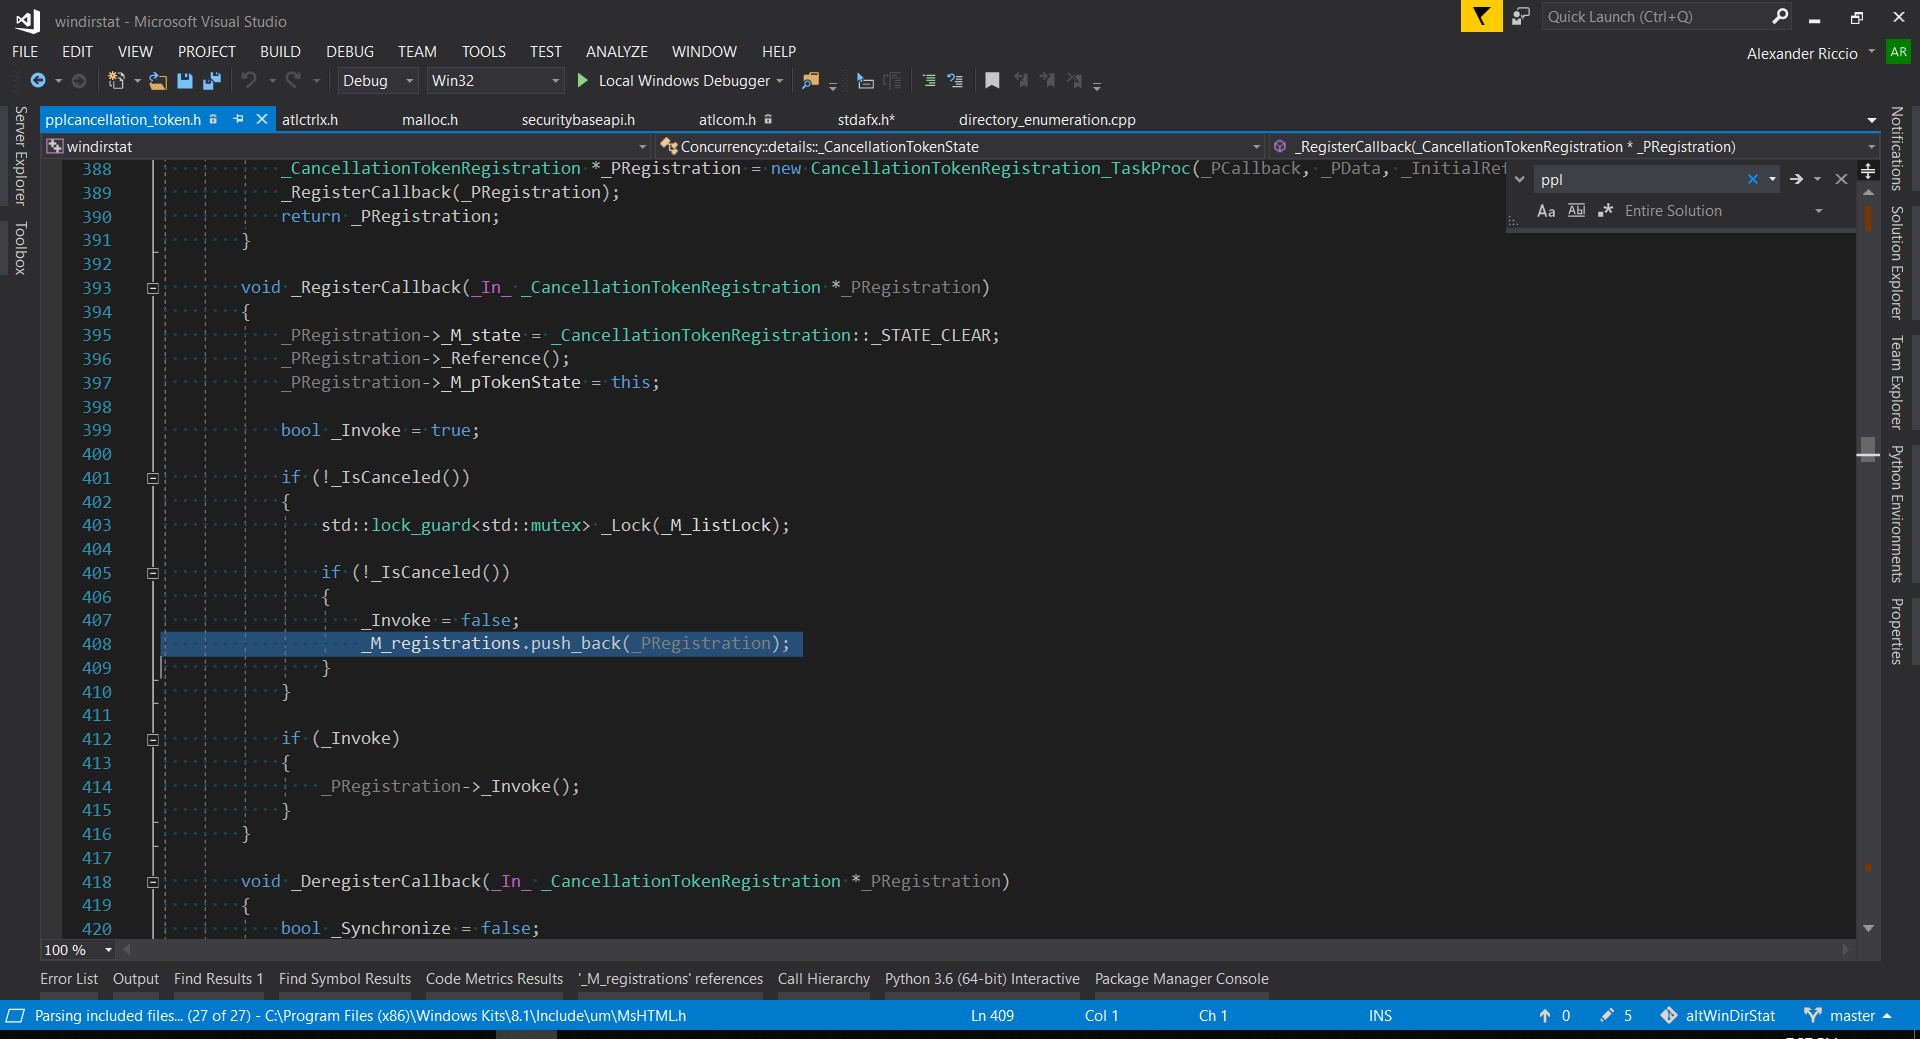 windirstat - Microsoft Visual Studio
Quick Launch (Ctrl+Q)
FILE EDIT VIEW PROJECT BUILD DEBUG TEAM TOOLS TEST ANALYZE WINDOW HELP
Alexander Riccio AR
Debug Win32 Local Windows Debugger
pplcancellation_token.h atlctrlx.h malloc.h securitybaseapi.h atlcom.h stdafx.h* directory_enumeration.cpp
windirstat Concurrency::details::_CancellationTokenState _RegisterCallback(_CancellationTokenRegistration * _PRegistration)
ppl
Aa Abl Entire Solution
388 _CancellationTokenRegistration *_PRegistration = new CancellationTokenRegistration_TaskProc(_PCallback, _PData, _InitialRef
389 _RegisterCallback(_PRegistration);
390 return _PRegistration;
391 }
392
393 void _RegisterCallback(_In_ _CancellationTokenRegistration *_PRegistration)
394 {
395 _PRegistration->_M_state = _CancellationTokenRegistration::_STATE_CLEAR;
396 _PRegistration->_Reference();
397 _PRegistration->_M_pTokenState = this;
398
399 bool _Invoke = true;
400
401 if (!_IsCanceled())
402 {
403 std::lock_guard<std::mutex> _Lock(_M_listLock);
404
405 if (!_IsCanceled())
406 {
407 _Invoke = false;
408 _M_registrations.push_back(_PRegistration);
409 }
410 }
411
412 if (_Invoke)
413 {
414 _PRegistration->_Invoke();
415 }
416 }
417
418 void _DeregisterCallback(_In_ _CancellationTokenRegistration *_PRegistration)
419 {
420 bool _Synchronize = false;
100 %
Server Explorer
Toolbox
Notifications
Solution Explorer
Team Explorer
Python Environments
Properties
Error List Output Find Results 1 Find Symbol Results Code Metrics Results '_M_registrations' references Call Hierarchy Python 3.6 (64-bit) Interactive Package Manager Console
Parsing included files... (27 of 27) - C:\Program Files (x86)\Windows Kits\8.1\Include\um\MsHTML.h Ln 409 Col 1 Ch 1 INS 0 5 altWinDirStat master